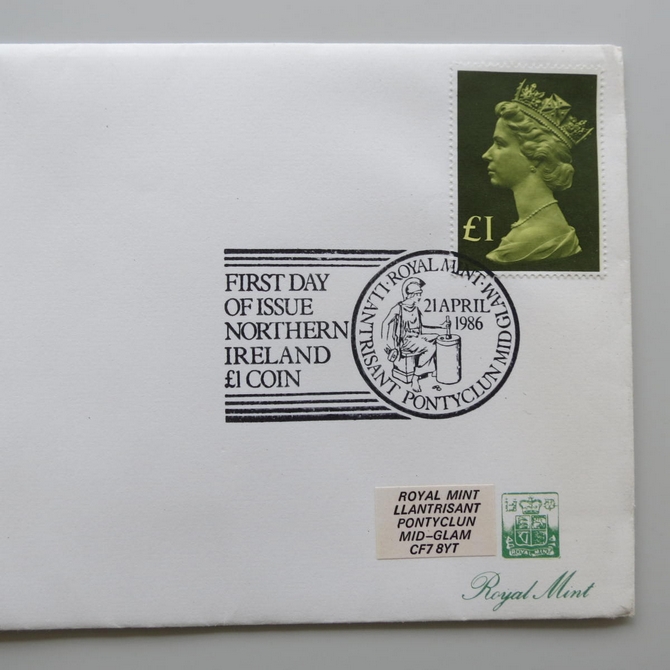 £1
FIRST DAY
OF ISSUE
NORTHERN
IRELAND
£1 COIN
·ROYAL MINT·
LLANTRISANT PONTYCLUN MID GLAM
21 APRIL
1986
ROYAL MINT
LLANTRISANT
PONTYCLUN
MID-GLAM
CF7 8YT
Royal Mint